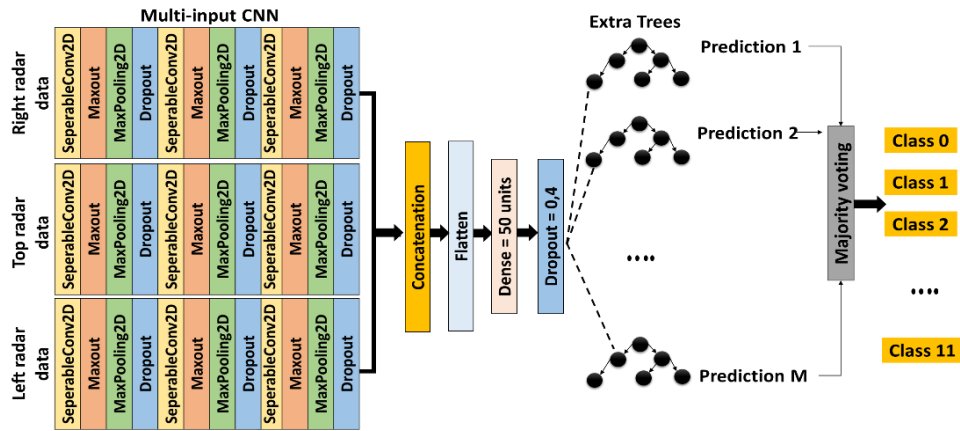 Multi-input CNN
Right radar
data
SeperableConv2D
Maxout
MaxPooling2D
Dropout
SeperableConv2D
Maxout
MaxPooling2D
Dropout
SeperableConv2D
Maxout
MaxPooling2D
Dropout
Top radar
data
SeperableConv2D
Maxout
MaxPooling2D
Dropout
SeperableConv2D
Maxout
MaxPooling2D
Dropout
SeperableConv2D
Maxout
MaxPooling2D
Dropout
Left radar
data
SeperableConv2D
Maxout
MaxPooling2D
Dropout
SeperableConv2D
Maxout
MaxPooling2D
Dropout
SeperableConv2D
Maxout
MaxPooling2D
Dropout
Concatenation
Flatten
Dense = 50 units
Dropout = 0,4
Extra Trees
Prediction 1
Prediction 2
....
Prediction M
Majority voting
Class 0
Class 1
Class 2
....
Class 11